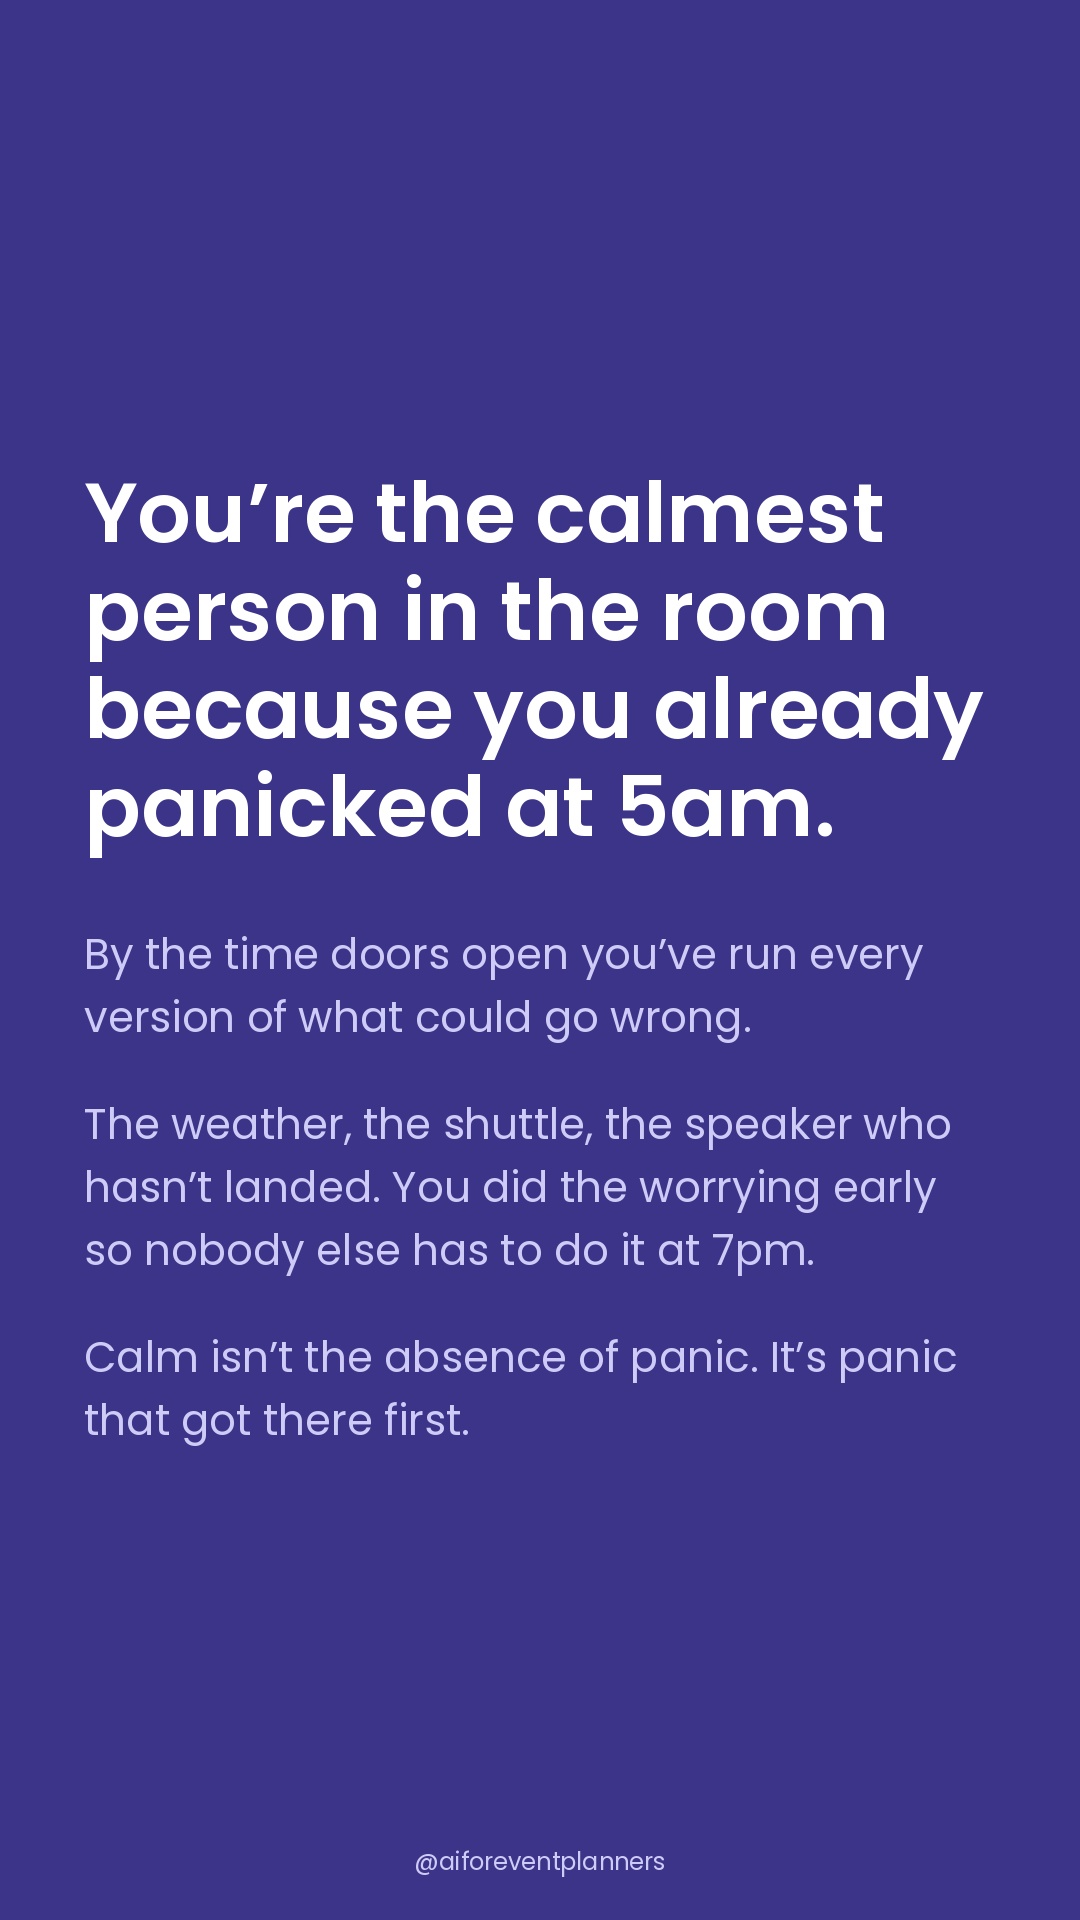 You’re the calmest
person in the room
because you already
panicked at 5am.
By the time doors open you’ve run every
version of what could go wrong.
The weather, the shuttle, the speaker who
hasn’t landed. You did the worrying early
so nobody else has to do it at 7pm.
Calm isn’t the absence of panic. It’s panic
that got there first.
@aiforeventplanners